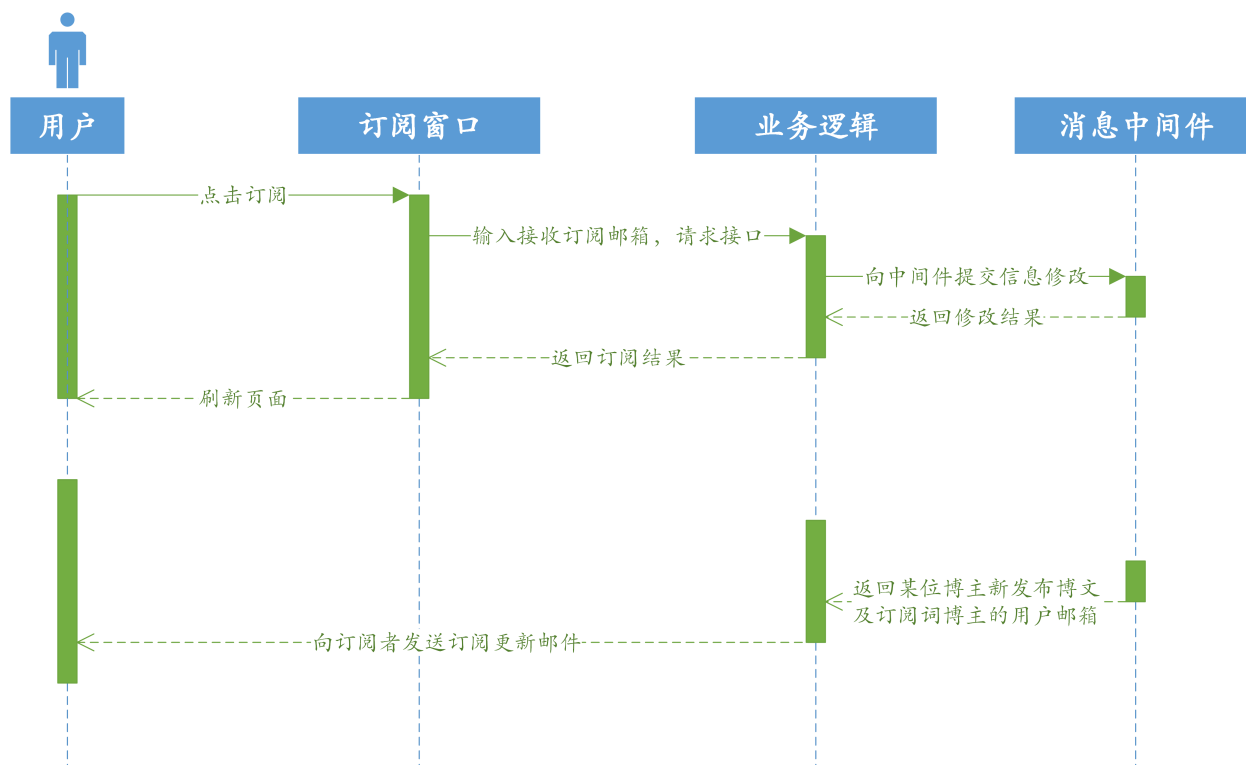 用户
订阅窗口
业务逻辑
消息中间件
点击订阅
输入接收订阅邮箱，请求接口
向中间件提交信息修改
返回修改结果
返回订阅结果
刷新页面
返回某位博主新发布博文
及订阅词博主的用户邮箱
向订阅者发送订阅更新邮件